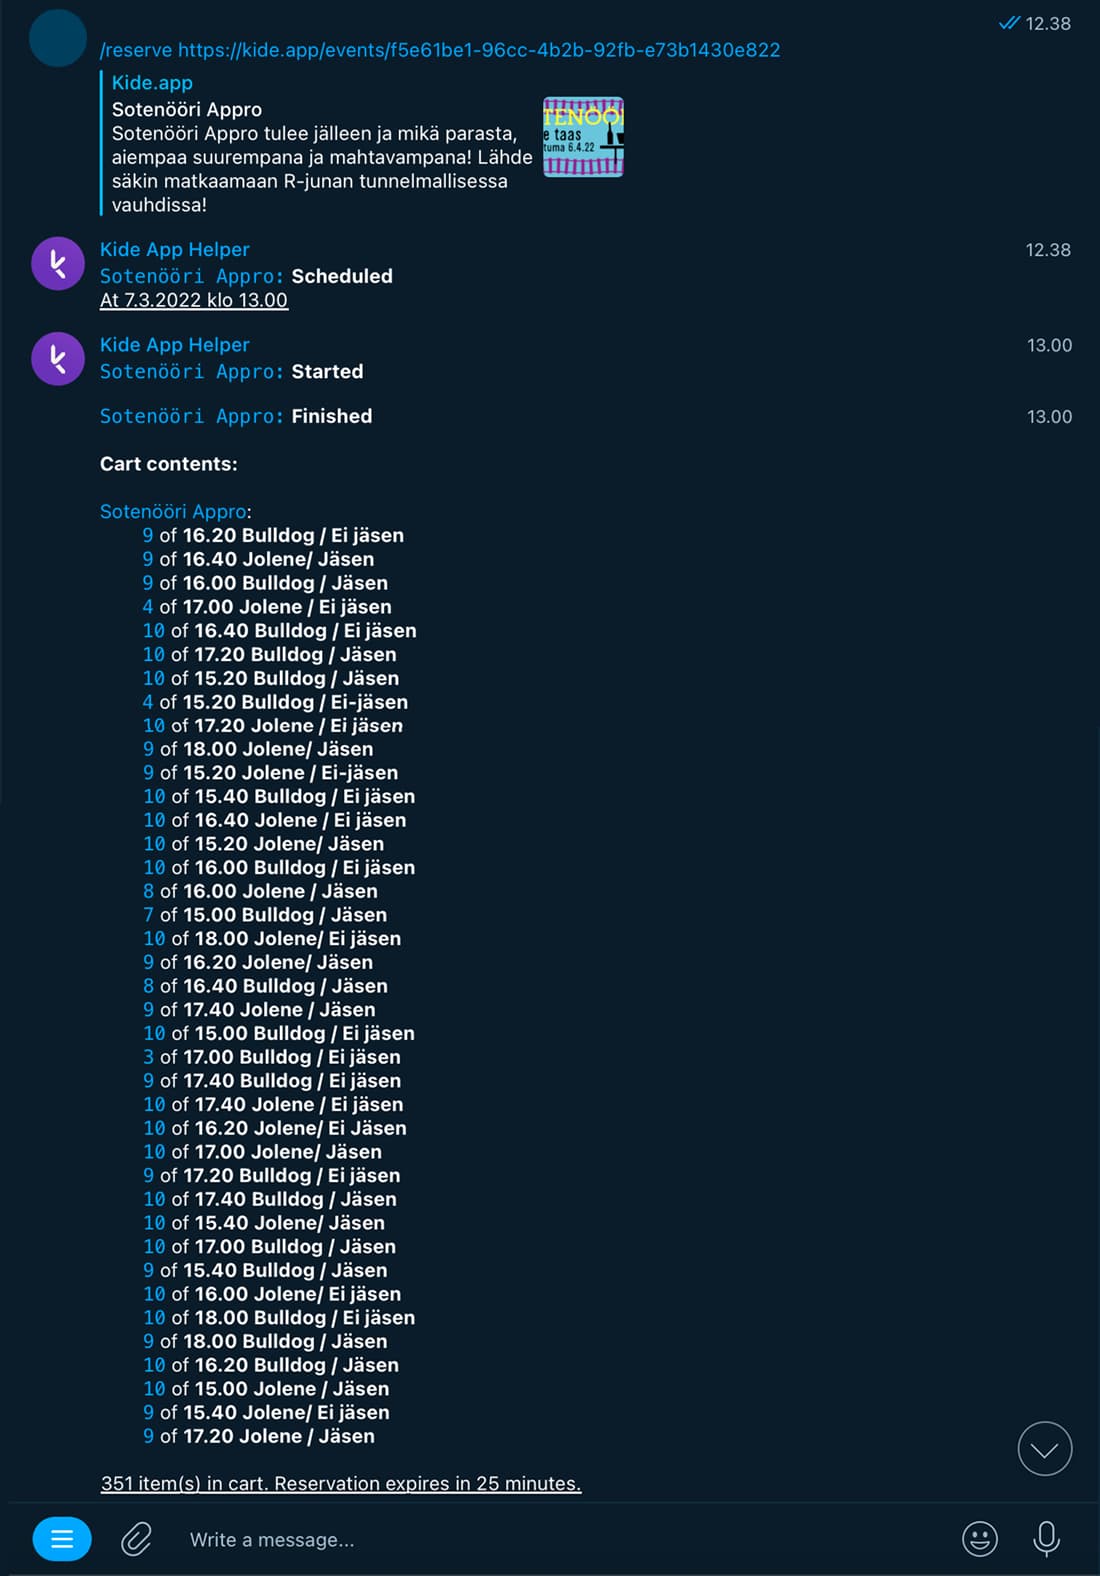 12.38
/reserve https://kide.app/events/f5e61be1-96cc-4b2b-92fb-e73b1430e822
Kide.app
Sotenööri Appro
Sotenööri Appro tulee jälleen ja mikä parasta,
aiempaa suurempana ja mahtavampana! Lähde
säkin matkaamaan R-junan tunnelmallisessa
vauhdissa!
TENÖÖ
e taas
tuma 6.4.22
Kide App Helper 12.38
Sotenööri Appro: Scheduled
At 7.3.2022 klo 13.00
Kide App Helper 13.00
Sotenööri Appro: Started
Sotenööri Appro: Finished 13.00
Cart contents:
Sotenööri Appro:
9 of 16.20 Bulldog / Ei jäsen
9 of 16.40 Jolene/ Jäsen
9 of 16.00 Bulldog / Jäsen
4 of 17.00 Jolene / Ei jäsen
10 of 16.40 Bulldog / Ei jäsen
10 of 17.20 Bulldog / Jäsen
10 of 15.20 Bulldog / Jäsen
4 of 15.20 Bulldog / Ei-jäsen
10 of 17.20 Jolene / Ei jäsen
9 of 18.00 Jolene/ Jäsen
9 of 15.20 Jolene / Ei-jäsen
10 of 15.40 Bulldog / Ei jäsen
10 of 16.40 Jolene / Ei jäsen
10 of 15.20 Jolene/ Jäsen
10 of 16.00 Bulldog / Ei jäsen
8 of 16.00 Jolene / Jäsen
7 of 15.00 Bulldog / Jäsen
10 of 18.00 Jolene/ Ei jäsen
9 of 16.20 Jolene/ Jäsen
8 of 16.40 Bulldog / Jäsen
9 of 17.40 Jolene / Jäsen
10 of 15.00 Bulldog / Ei jäsen
3 of 17.00 Bulldog / Ei jäsen
9 of 17.40 Bulldog / Ei jäsen
10 of 17.40 Jolene / Ei jäsen
10 of 16.20 Jolene/ Ei Jäsen
10 of 17.00 Jolene/ Jäsen
9 of 17.20 Bulldog / Ei jäsen
10 of 17.40 Bulldog / Jäsen
10 of 15.40 Jolene/ Jäsen
10 of 17.00 Bulldog / Jäsen
9 of 15.40 Bulldog / Jäsen
10 of 16.00 Jolene/ Ei jäsen
10 of 18.00 Bulldog / Ei jäsen
9 of 18.00 Bulldog / Jäsen
10 of 16.20 Bulldog / Jäsen
10 of 15.00 Jolene / Jäsen
9 of 15.40 Jolene/ Ei jäsen
9 of 17.20 Jolene / Jäsen
351 item(s) in cart. Reservation expires in 25 minutes.
Write a message...